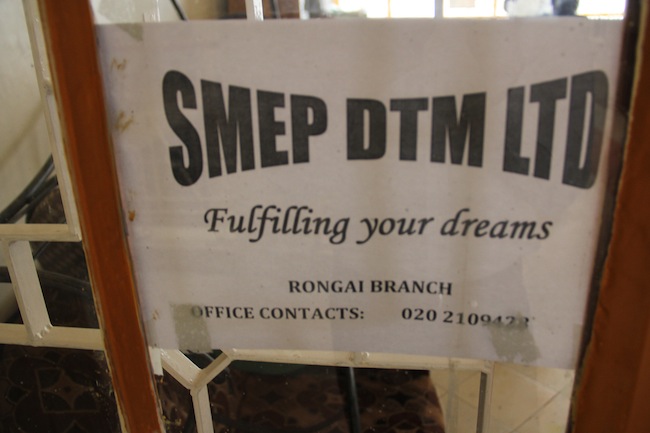 SMEP DTM LTD
Fulfilling your dreams
RONGAI BRANCH
OFFICE CONTACTS: 020